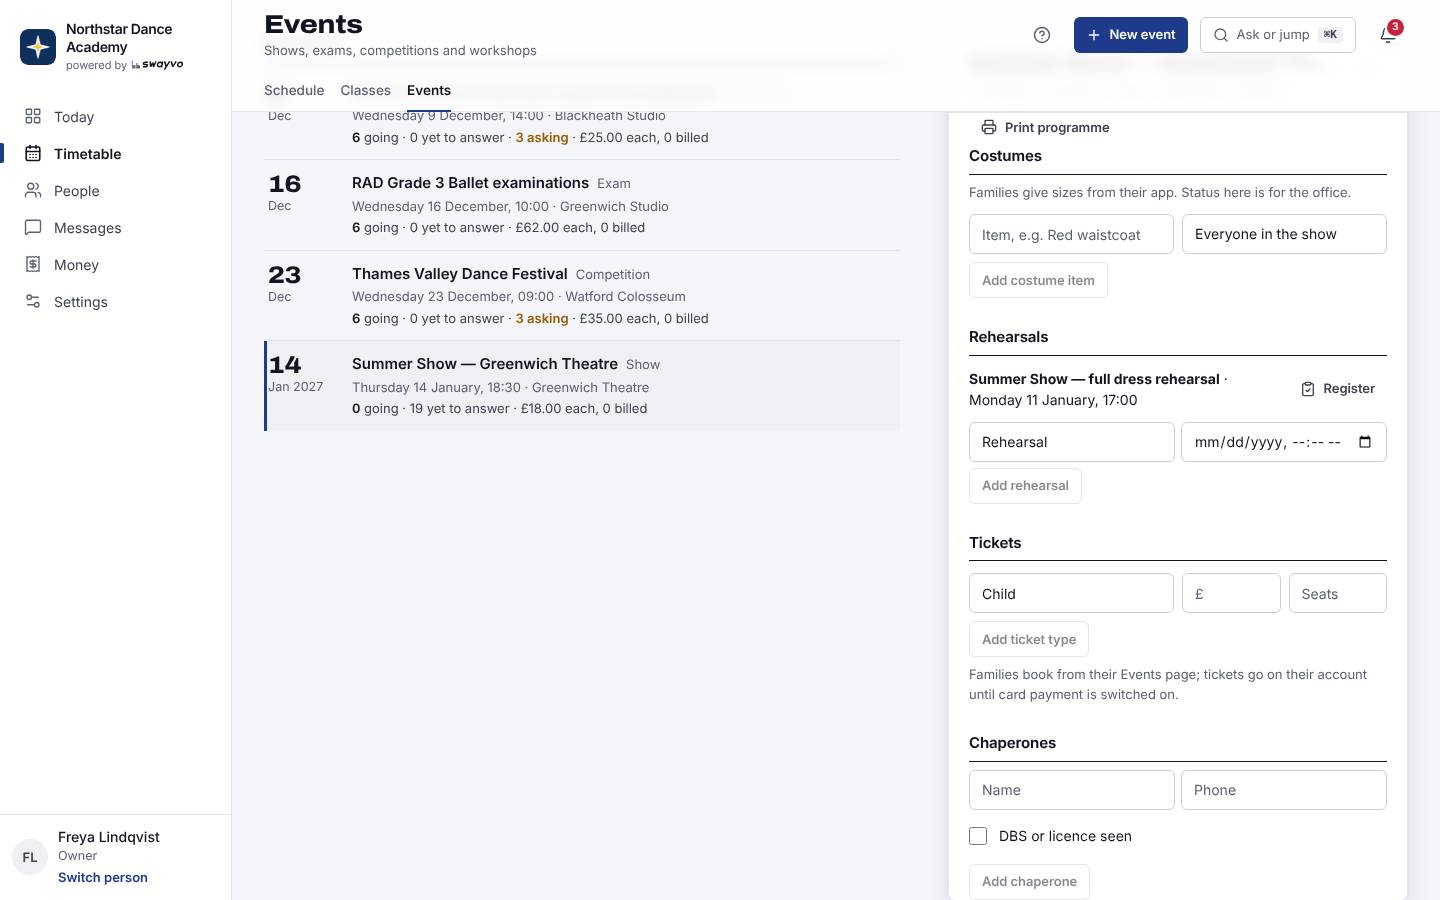 Northstar Dance
Academy
powered by swayvo
Today
Timetable
People
Messages
Money
Settings
FL
Freya Lindqvist
Owner
Switch person
Events
Shows, exams, competitions and workshops
New event
Ask or jump ⌘K
3
Schedule Classes Events
Dec
Wednesday 9 December, 14:00 · Blackheath Studio
6 going · 0 yet to answer · 3 asking · £25.00 each, 0 billed
16
Dec
RAD Grade 3 Ballet examinations Exam
Wednesday 16 December, 10:00 · Greenwich Studio
6 going · 0 yet to answer · £62.00 each, 0 billed
23
Dec
Thames Valley Dance Festival Competition
Wednesday 23 December, 09:00 · Watford Colosseum
6 going · 0 yet to answer · 3 asking · £35.00 each, 0 billed
14
Jan 2027
Summer Show — Greenwich Theatre Show
Thursday 14 January, 18:30 · Greenwich Theatre
0 going · 19 yet to answer · £18.00 each, 0 billed
Print programme
Costumes
Families give sizes from their app. Status here is for the office.
Item, e.g. Red waistcoat
Everyone in the show
Add costume item
Rehearsals
Summer Show — full dress rehearsal ·
Monday 11 January, 17:00
Register
Rehearsal
mm/dd/yyyy, --:-- --
Add rehearsal
Tickets
Child
£
Seats
Add ticket type
Families book from their Events page; tickets go on their account
until card payment is switched on.
Chaperones
Name
Phone
DBS or licence seen
Add chaperone